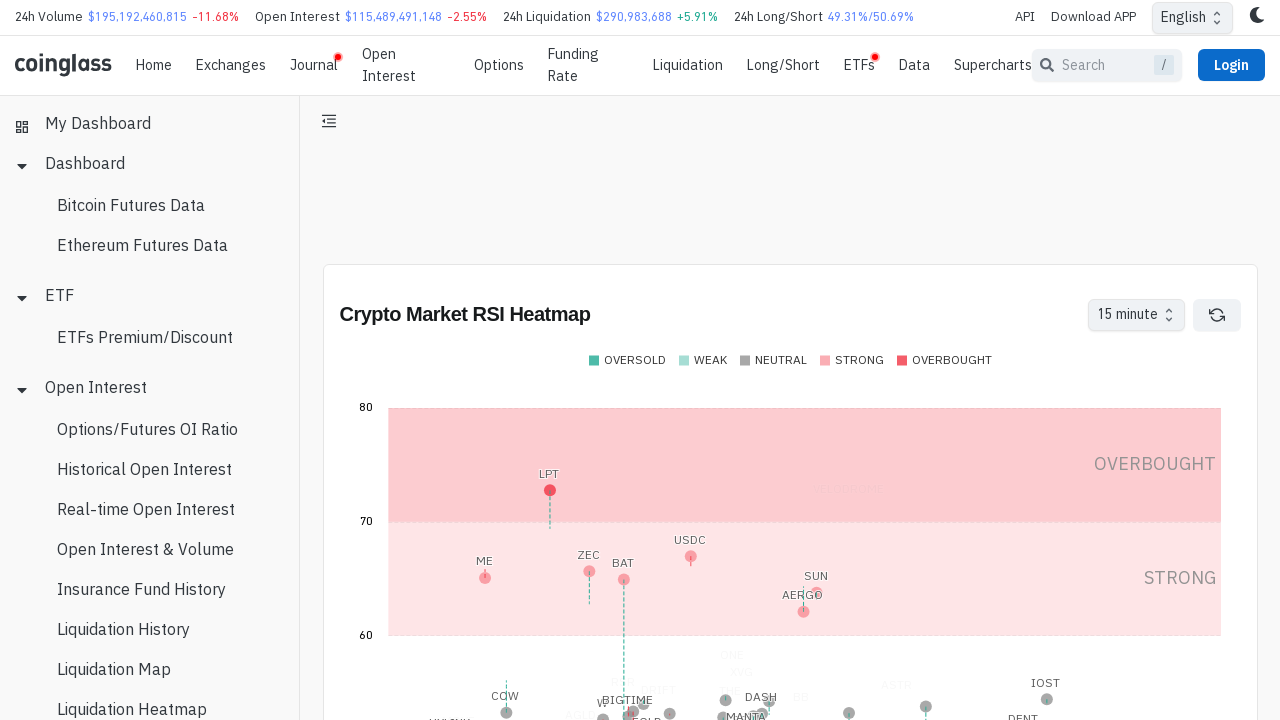 24h Volume $195,192,460,815 -11.68% Open Interest $115,489,491,148 -2.55% 24h Liquidation $290,983,688 +5.91% 24h Long/Short 49.31%/50.69% API Download APP English
coinglass Home Exchanges Journal Open Interest Options Funding Rate Liquidation Long/Short ETFs Data Supercharts Search / Login
My Dashboard
Dashboard
Bitcoin Futures Data
Ethereum Futures Data
ETF
ETFs Premium/Discount
Open Interest
Options/Futures OI Ratio
Historical Open Interest
Real-time Open Interest
Open Interest & Volume
Insurance Fund History
Liquidation History
Liquidation Map
Liquidation Heatmap
Crypto Market RSI Heatmap 15 minute
OVERSOLD WEAK NEUTRAL STRONG OVERBOUGHT
80
OVERBOUGHT
LPT
70
USDC
ZEC
ME
BAT
SUN
STRONG
AERGO
60
IOST
COW
DASH
BIGTIME
MANTA